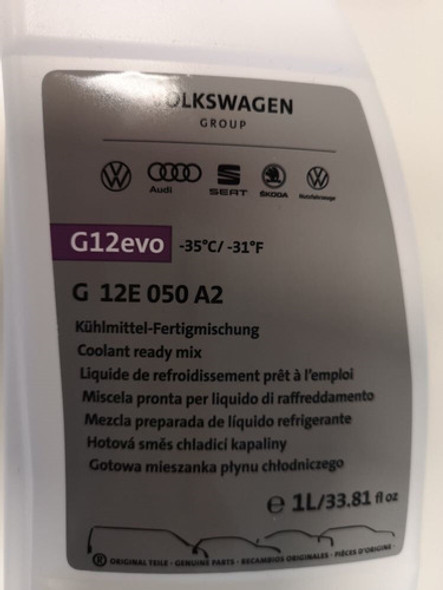 VOLKSWAGEN
GROUP
Audi SEAT ŠKODA Nutzfahrzeuge
G12evo -35°C/ -31°F
G 12E 050 A2
Kühlmittel-Fertigmischung
Coolant ready mix
Liquide de refroidissement prêt à l'emploi
Miscela pronta per liquido di raffreddamento
Mezcla preparada de líquido refrigerante
Hotová směs chladicí kapaliny
Gotowa mieszanka płynu chłodniczego
℮ 1L/33.81 fl oz
® ORIGINAL TEILE · GENUINE PARTS · RECAMBIOS ORIGINALES · PIÈCES D'ORIGINE ·